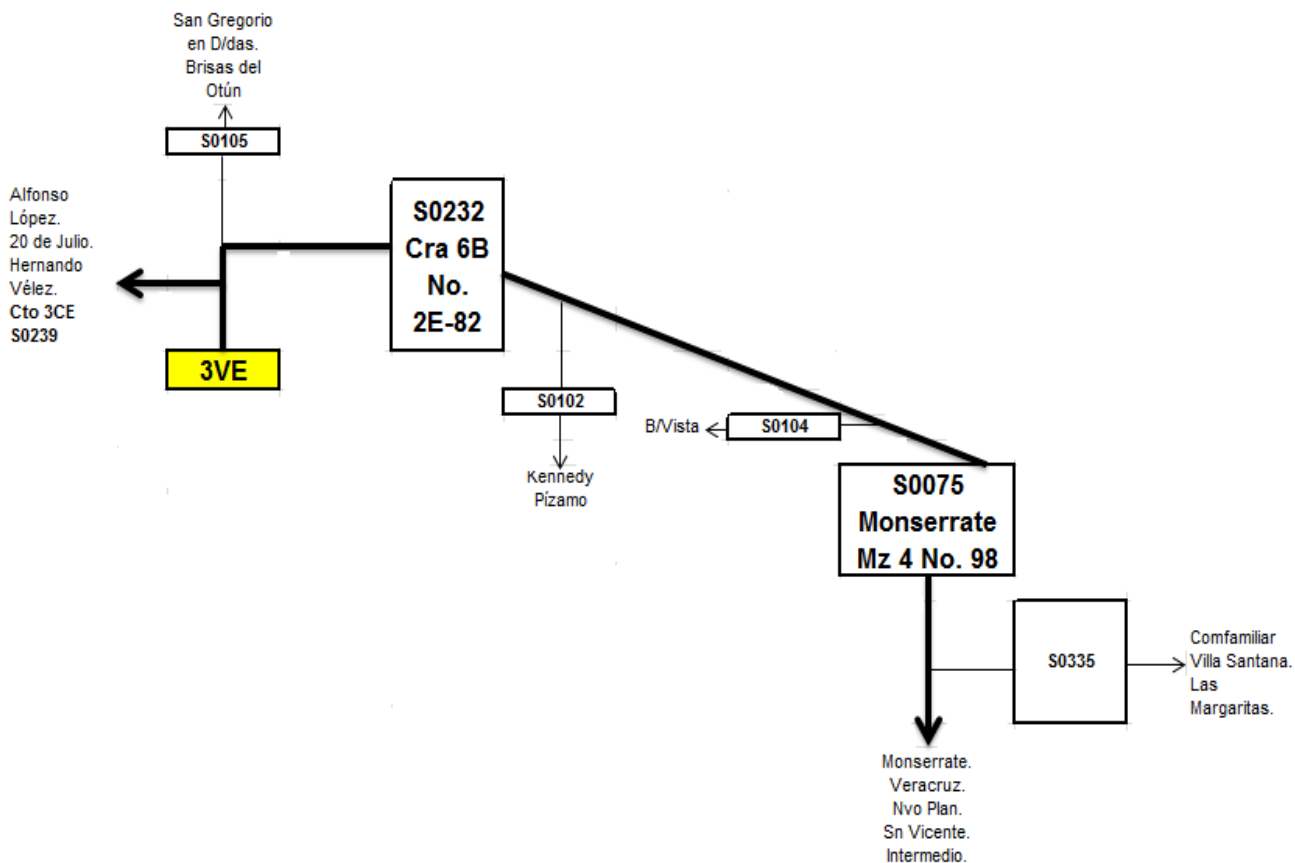 San Gregorio
en D/das.
Brisas del
Otún
S0105
Alfonso
López.
20 de Julio.
Hernando
Vélez.
Cto 3CE
S0239
S0232
Cra 6B
No.
2E-82
3VE
S0102
Kennedy
Pízamo
B/Vista
S0104
S0075
Monserrate
Mz 4 No. 98
S0335
Comfamiliar
Villa Santana.
Las
Margaritas.
Monserrate.
Veracruz.
Nvo Plan.
Sn Vicente.
Intermedio.